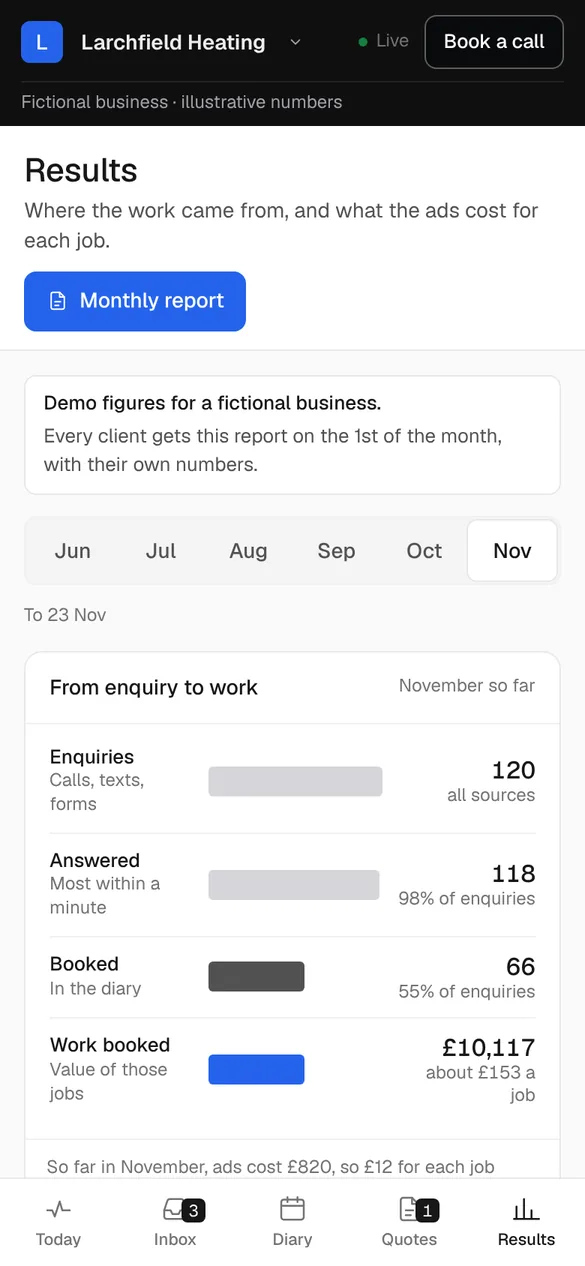 L
Larchfield Heating
Live
Book a call
Fictional business · illustrative numbers
Results
Where the work came from, and what the ads cost for
each job.
Monthly report
Demo figures for a fictional business.
Every client gets this report on the 1st of the month,
with their own numbers.
Jun Jul Aug Sep Oct Nov
To 23 Nov
From enquiry to work
November so far
Enquiries
Calls, texts,
forms
120
all sources
Answered
Most within a
minute
118
98% of enquiries
Booked
In the diary
66
55% of enquiries
Work booked
Value of those
jobs
£10,117
about £153 a
job
So far in November, ads cost £820, so £12 for each job
3
1
Today Inbox Diary Quotes Results